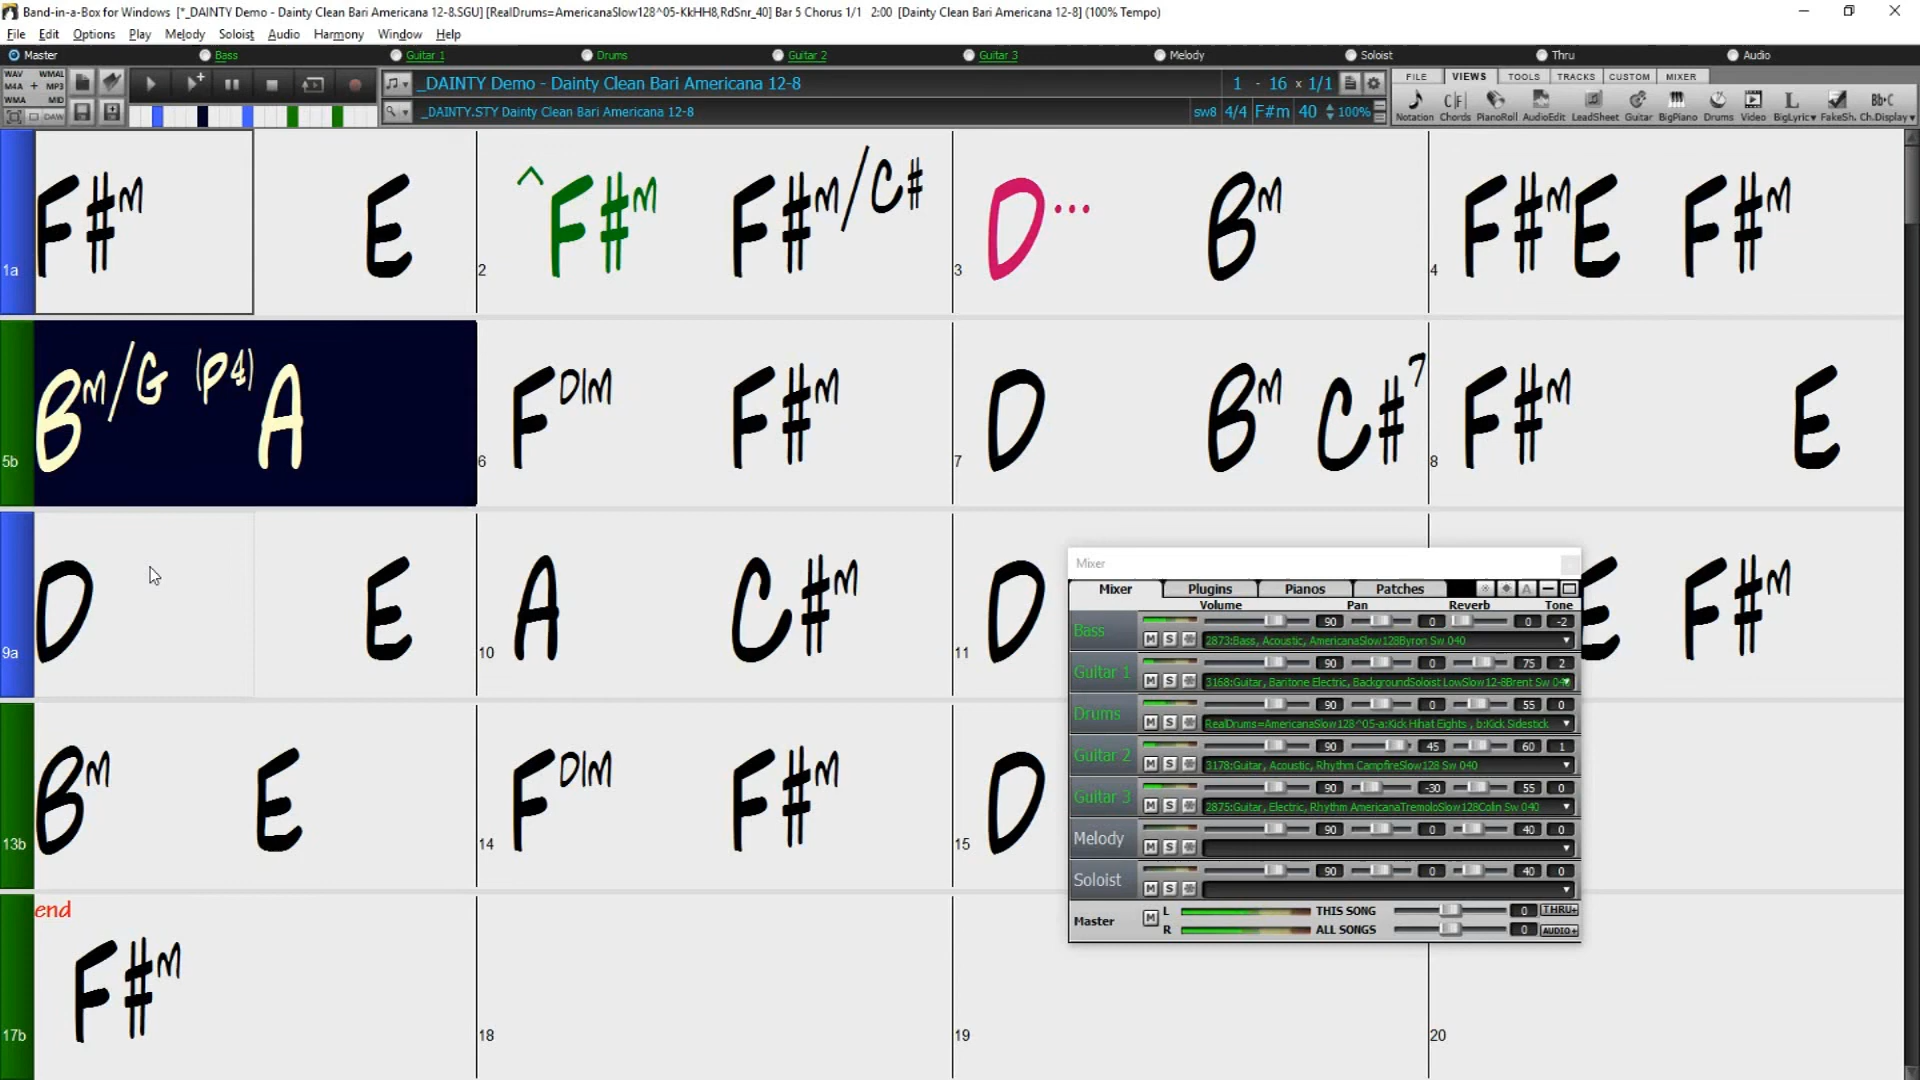 Band-in-a-Box for Windows [*_DAINTY Demo - Dainty Clean Bari Americana 12-8.SGU] [RealDrums=AmericanaSlow128^05-KkHH8,RdSnr_40] Bar 5 Chorus 1/1 2:00 [Dainty Clean Bari Americana 12-8] (100% Tempo)
File Edit Options Play Melody Soloist Audio Harmony Window Help
Master Bass Guitar 1 Drums Guitar 2 Guitar 3 Melody Soloist Thru Audio
WAV WMAL
M4A + MP3
WMA MID
DAW
_DAINTY Demo - Dainty Clean Bari Americana 12-8 1 - 16 x 1/1
_DAINTY.STY Dainty Clean Bari Americana 12-8 sw8 4/4 F#m 40 100%
FILE VIEWS TOOLS TRACKS CUSTOM MIXER
Notation Chords PianoRoll AudioEdit LeadSheet Guitar BigPiano Drums Video BigLyric FakeSh. Ch.Display
1a F#m E 2 ^F#m F#m/C# 3 D... Bm 4 F#mE F#m
5b Bm/G (P4) A 6 FDIM F#m 7 D Bm C#7 8 F#m E
9a D E 10 A C#m 11 D E F#m
13b Bm E 14 FDIM F#m 15 D
end
17b F#m 18 19 20
Mixer
Mixer Plugins Pianos Patches
Volume Pan Reverb Tone
Bass 90 0 0 -2
M S 2873:Bass, Acoustic, AmericanaSlow128Byron Sw 040
Guitar 1 90 0 75 2
M S 3168:Guitar, Baritone Electric, BackgroundSoloist LowSlow12-8Brent Sw 040
Drums 90 0 55 0
M S RealDrums=AmericanaSlow128^05-a:Kick Hihat Eights , b:Kick Sidestick
Guitar 2 90 45 60 1
M S 3178:Guitar, Acoustic, Rhythm CampfireSlow128 Sw 040
Guitar 3 90 -30 55 0
M S 2875:Guitar, Electric, Rhythm AmericanaTremoloSlow128Colin Sw 040
Melody 90 0 40 0
M S
Soloist 90 0 40 0
M S
Master M L THIS SONG 0 THRU+
R ALL SONGS 0 AUDIO+